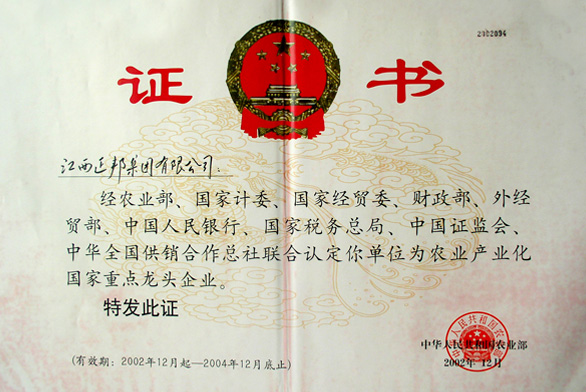 2002094
证书
江西正邦集团有限公司:
经农业部、国家计委、国家经贸委、财政部、外经
贸部、中国人民银行、国家税务总局、中国证监会、
中华全国供销合作总社联合认定你单位为农业产业化
国家重点龙头企业。
特发此证
中华人民共和国农业部
2002年 12月
(有效期：2002年12月起—2004年12月底止)